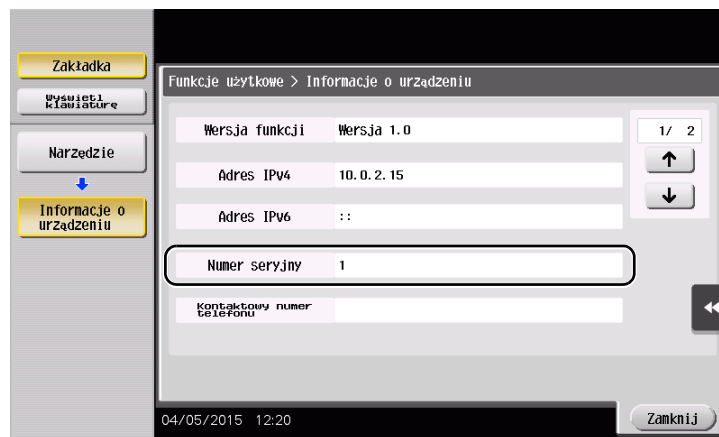 Zakładka
Wyświetl
klawiaturę
Narzędzie
Informacje o
urządzeniu
Funkcje użytkowe > Informacje o urządzeniu
Wersja funkcji Wersja 1.0
1/ 2
Adres IPv4 10.0.2.15
Adres IPv6 ::
Numer seryjny 1
Kontaktowy numer
telefonu
04/05/2015 12:20
Zamknij